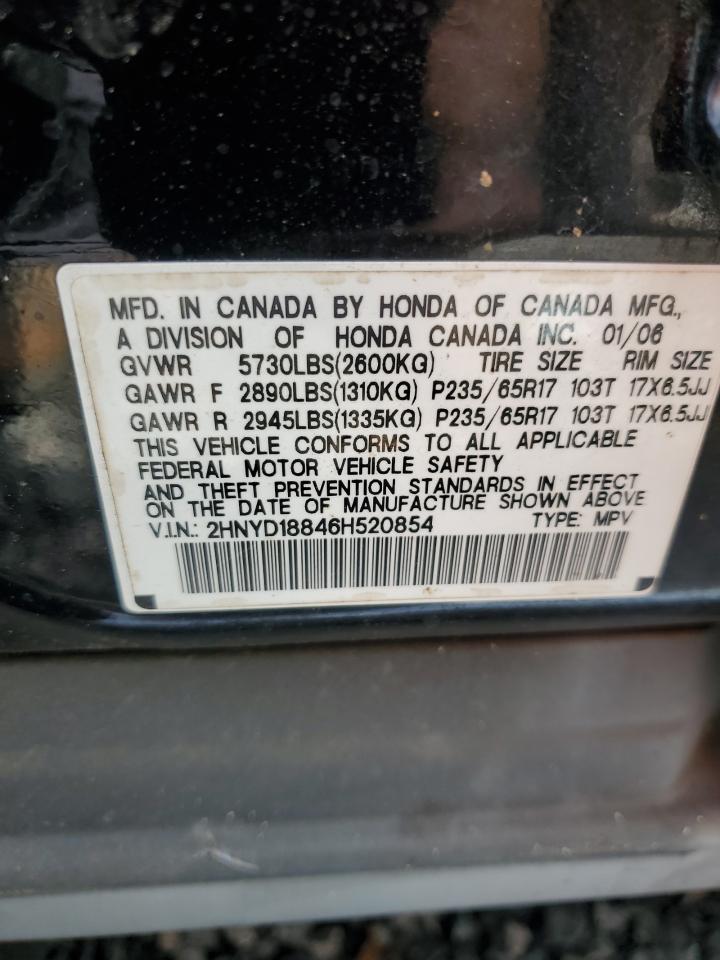 MFD. IN CANADA BY HONDA OF CANADA MFG.,
A DIVISION OF HONDA CANADA INC. 01/06
GVWR 5730LBS(2600KG) TIRE SIZE RIM SIZE
GAWR F 2890LBS(1310KG) P235/65R17 103T 17X6.5JJ
GAWR R 2945LBS(1335KG) P235/65R17 103T 17X6.5JJ
THIS VEHICLE CONFORMS TO ALL APPLICABLE
FEDERAL MOTOR VEHICLE SAFETY
AND THEFT PREVENTION STANDARDS IN EFFECT
ON THE DATE OF MANUFACTURE SHOWN ABOVE
V.I.N.: 2HNYD18846H520854 TYPE: MPV